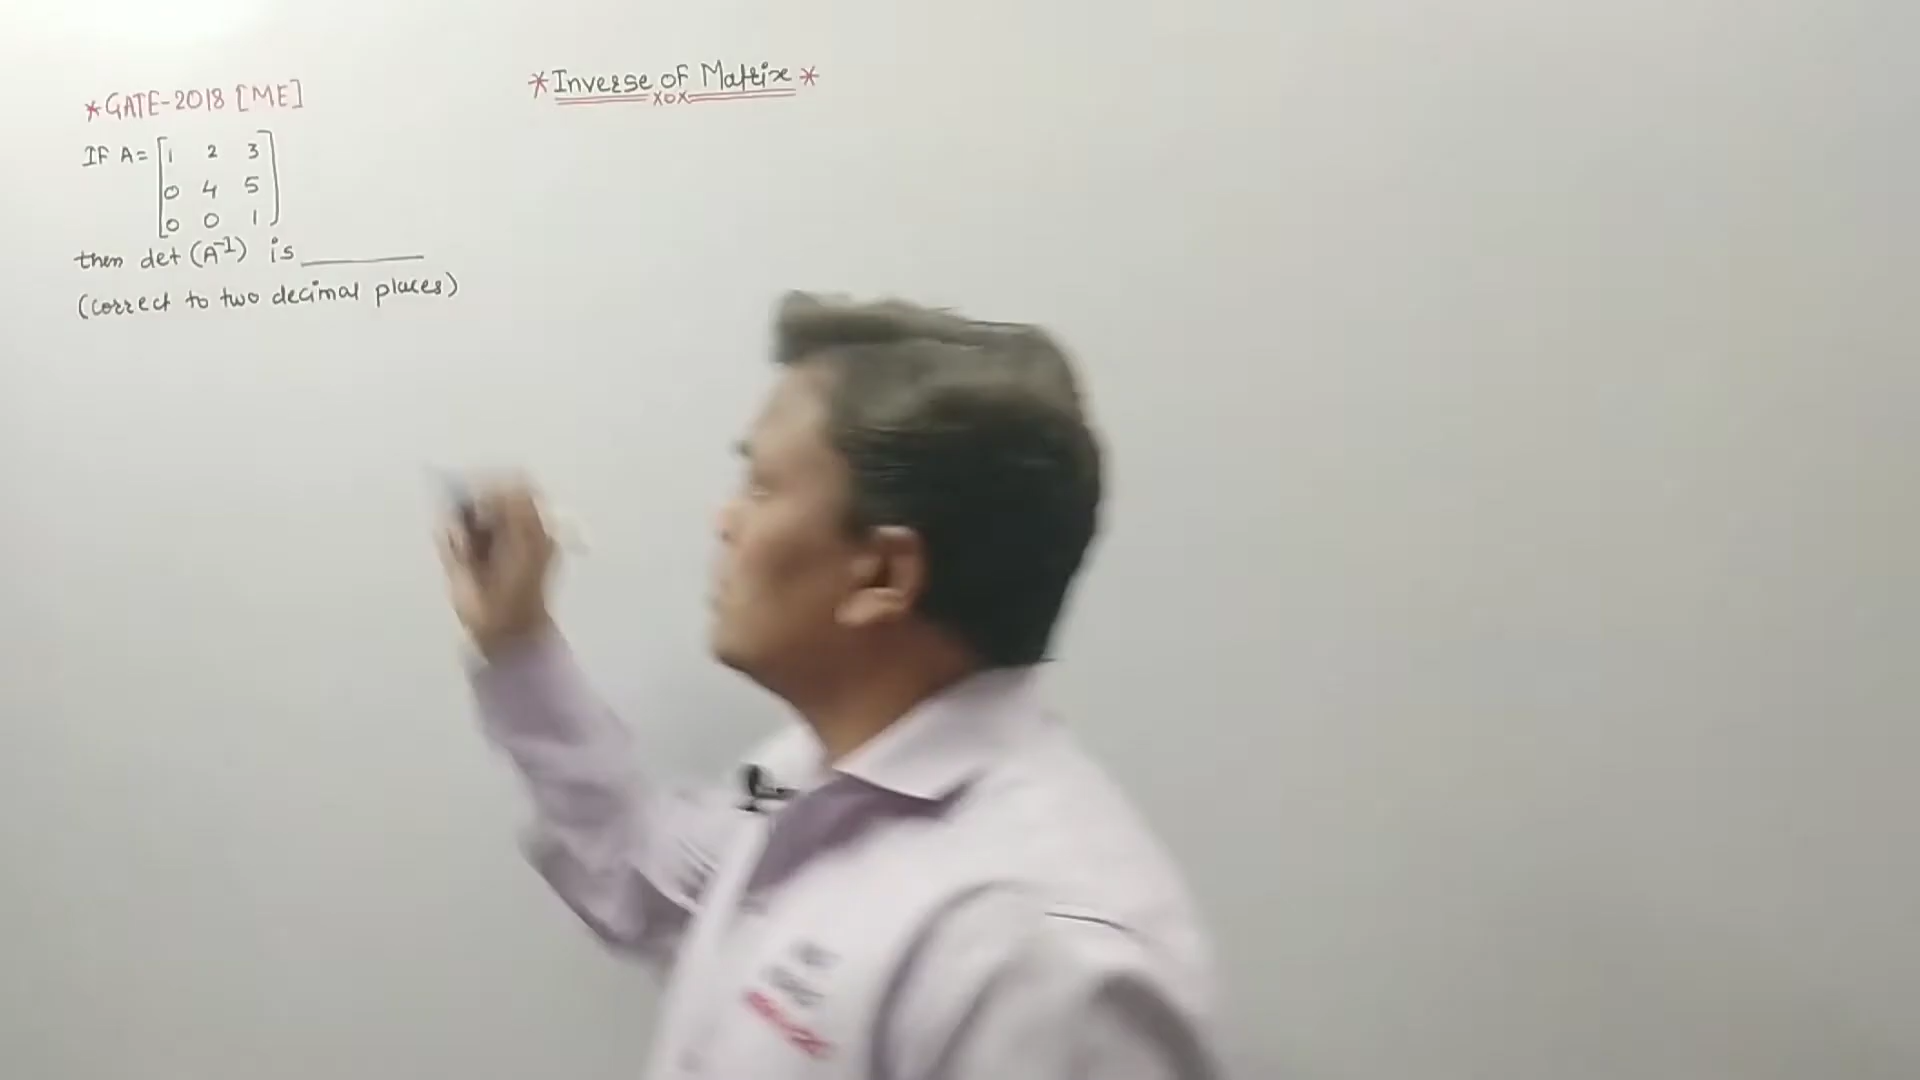 *GATE-2018 [ME]
*Inverse of Matrix*
xox
IF A= [1 2 3
0 4 5
0 0 1]
then det (A⁻¹) is ______
(correct to two decimal places)